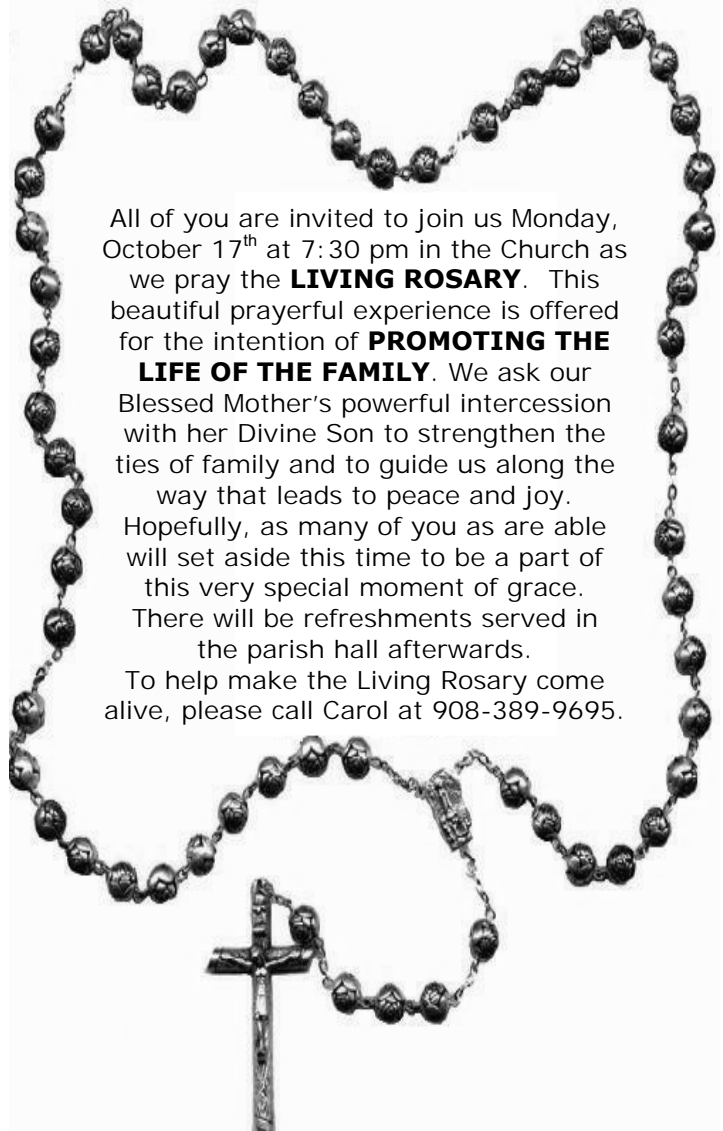 All of you are invited to join us Monday,
October 17th at 7:30 pm in the Church as
we pray the LIVING ROSARY. This
beautiful prayerful experience is offered
for the intention of PROMOTING THE
LIFE OF THE FAMILY. We ask our
Blessed Mother’s powerful intercession
with her Divine Son to strengthen the
ties of family and to guide us along the
way that leads to peace and joy.
Hopefully, as many of you as are able
will set aside this time to be a part of
this very special moment of grace.
There will be refreshments served in
the parish hall afterwards.
To help make the Living Rosary come
alive, please call Carol at 908-389-9695.